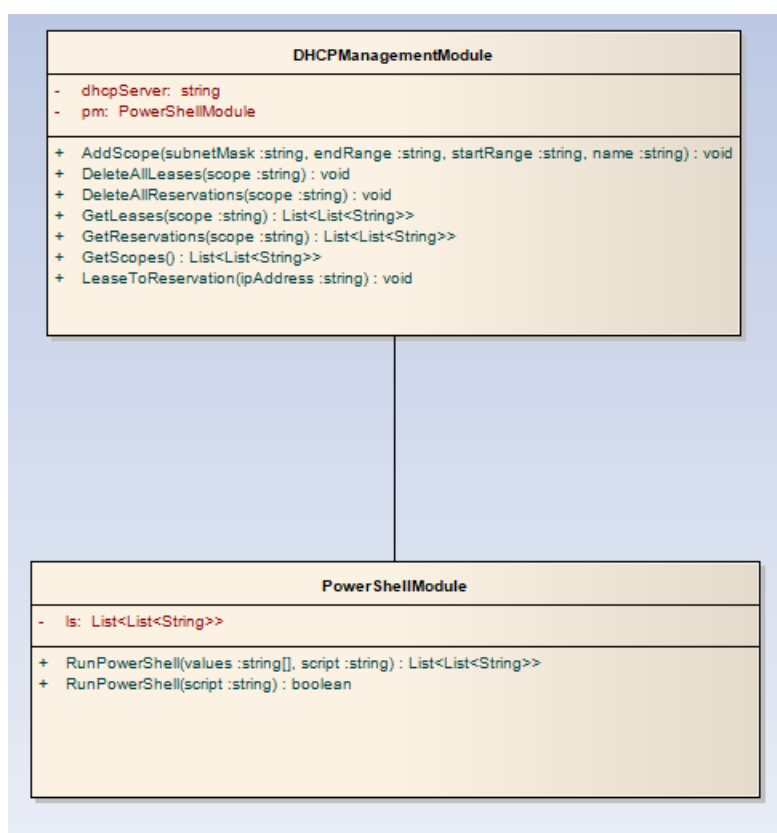 DHCPManagementModule
- dhcpServer: string
- pm: PowerShellModule
+ AddScope(subnetMask :string, endRange :string, startRange :string, name :string) : void
+ DeleteAllLeases(scope :string) : void
+ DeleteAllReservations(scope :string) : void
+ GetLeases(scope :string) : List<List<String>>
+ GetReservations(scope :string) : List<List<String>>
+ GetScopes() : List<List<String>>
+ LeaseToReservation(ipAddress :string) : void
PowerShellModule
- ls: List<List<String>>
+ RunPowerShell(values :string[], script :string) : List<List<String>>
+ RunPowerShell(script :string) : boolean